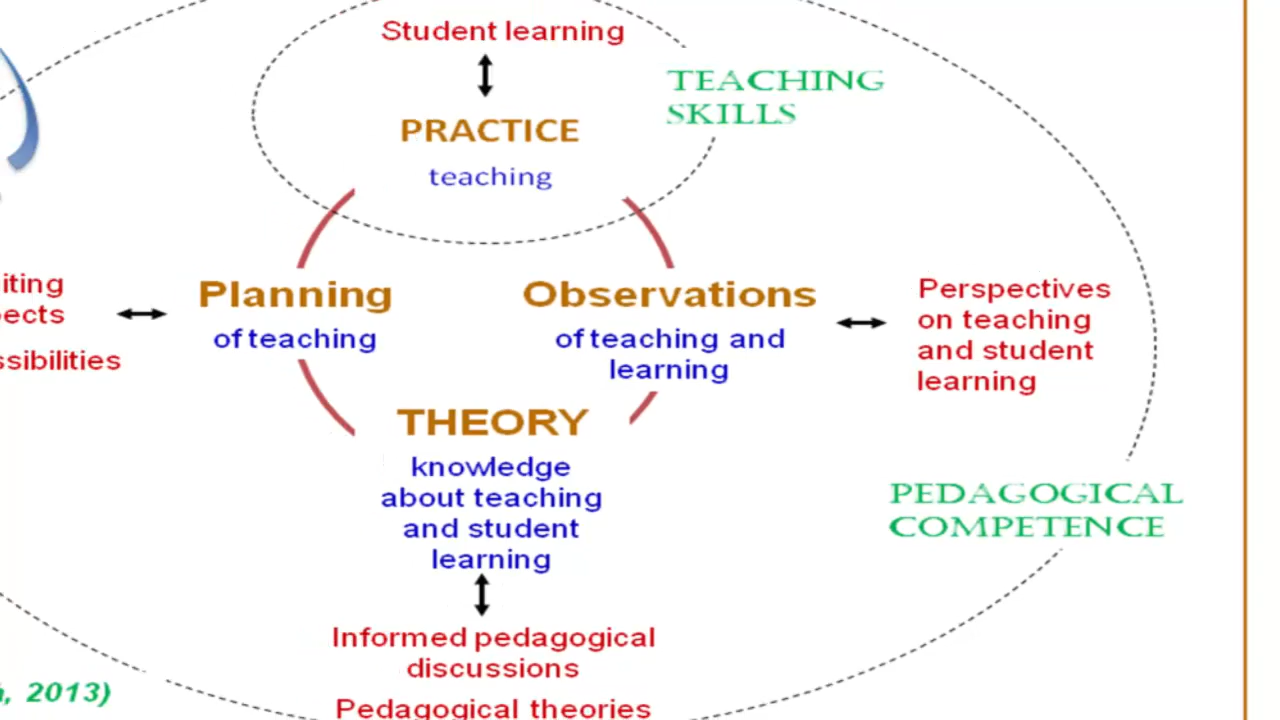 Student learning
TEACHING
SKILLS
PRACTICE
teaching
Planning
of teaching
Observations
of teaching and
learning
Perspectives
on teaching
and student
learning
THEORY
knowledge
about teaching
and student
learning
PEDAGOGICAL
COMPETENCE
Informed pedagogical
discussions
Pedagogical theories
2013)